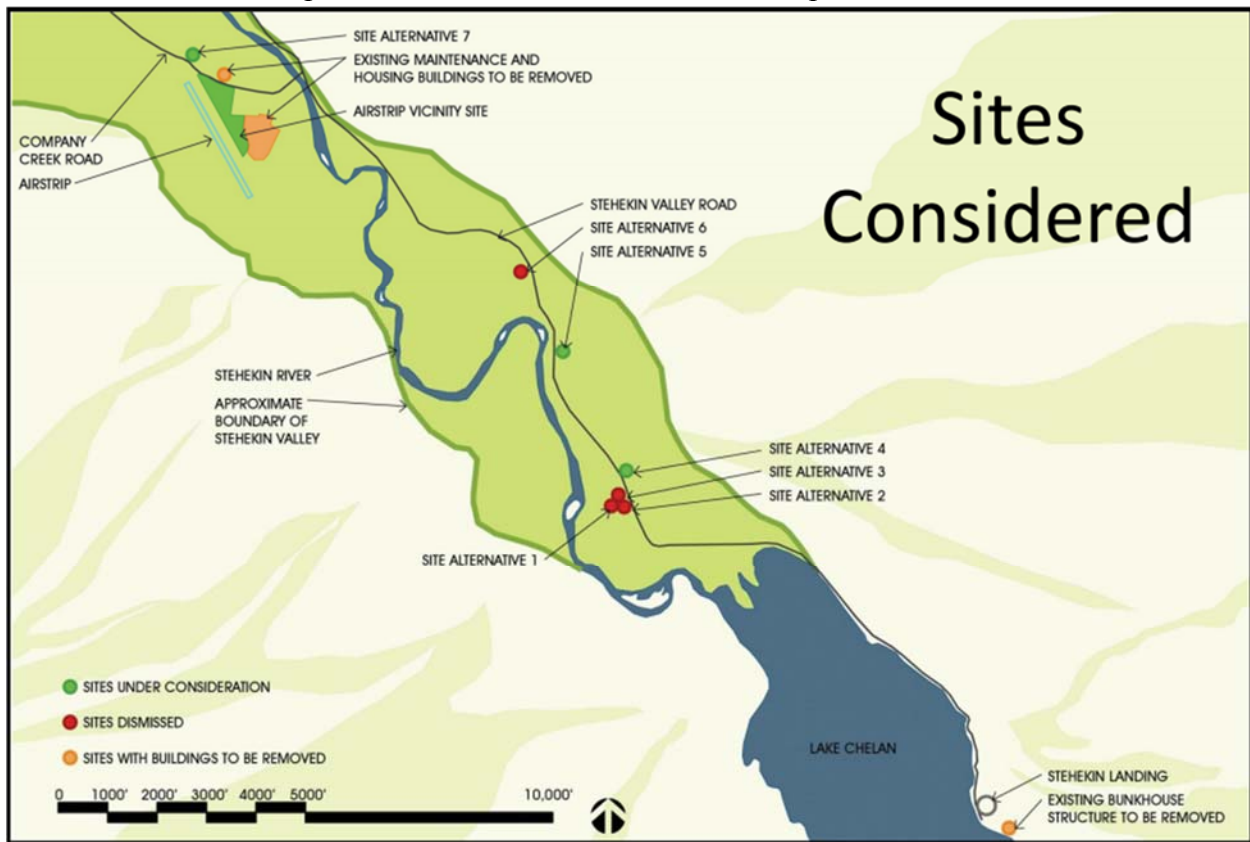 Sites
Considered
SITE ALTERNATIVE 7
EXISTING MAINTENANCE AND
HOUSING BUILDINGS TO BE REMOVED
AIRSTRIP VICINITY SITE
COMPANY
CREEK ROAD
AIRSTRIP
STEHEKIN VALLEY ROAD
SITE ALTERNATIVE 6
SITE ALTERNATIVE 5
STEHEKIN RIVER
APPROXIMATE
BOUNDARY OF
STEHEKIN VALLEY
SITE ALTERNATIVE 4
SITE ALTERNATIVE 3
SITE ALTERNATIVE 2
SITE ALTERNATIVE 1
SITES UNDER CONSIDERATION
SITES DISMISSED
SITES WITH BUILDINGS TO BE REMOVED
LAKE CHELAN
STEHEKIN LANDING
EXISTING BUNKHOUSE
STRUCTURE TO BE REMOVED
0 1000' 2000' 3000' 4000' 5000' 10,000'